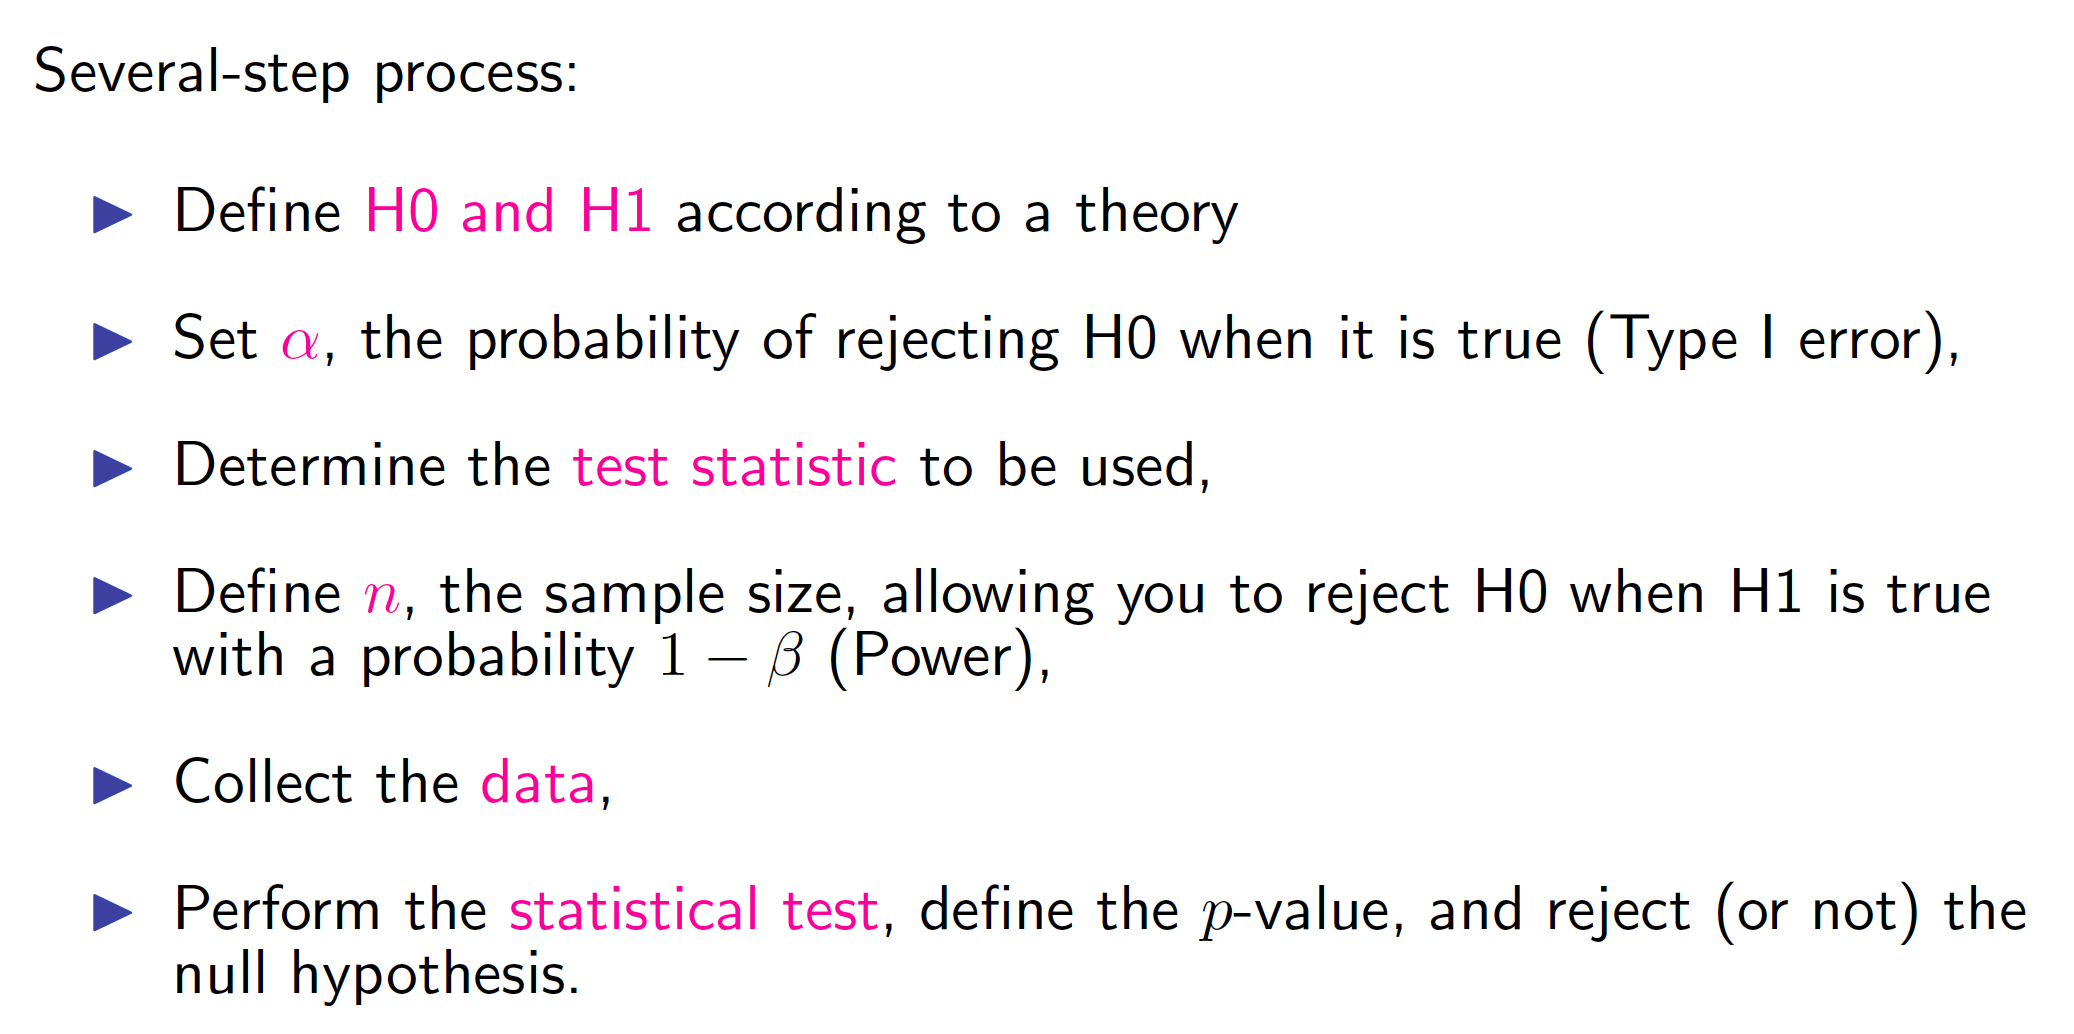 Several-step process:
▶ Define H0 and H1 according to a theory
▶ Set α, the probability of rejecting H0 when it is true (Type I error),
▶ Determine the test statistic to be used,
▶ Define n, the sample size, allowing you to reject H0 when H1 is true
with a probability 1 − β (Power),
▶ Collect the data,
▶ Perform the statistical test, define the p-value, and reject (or not) the
null hypothesis.